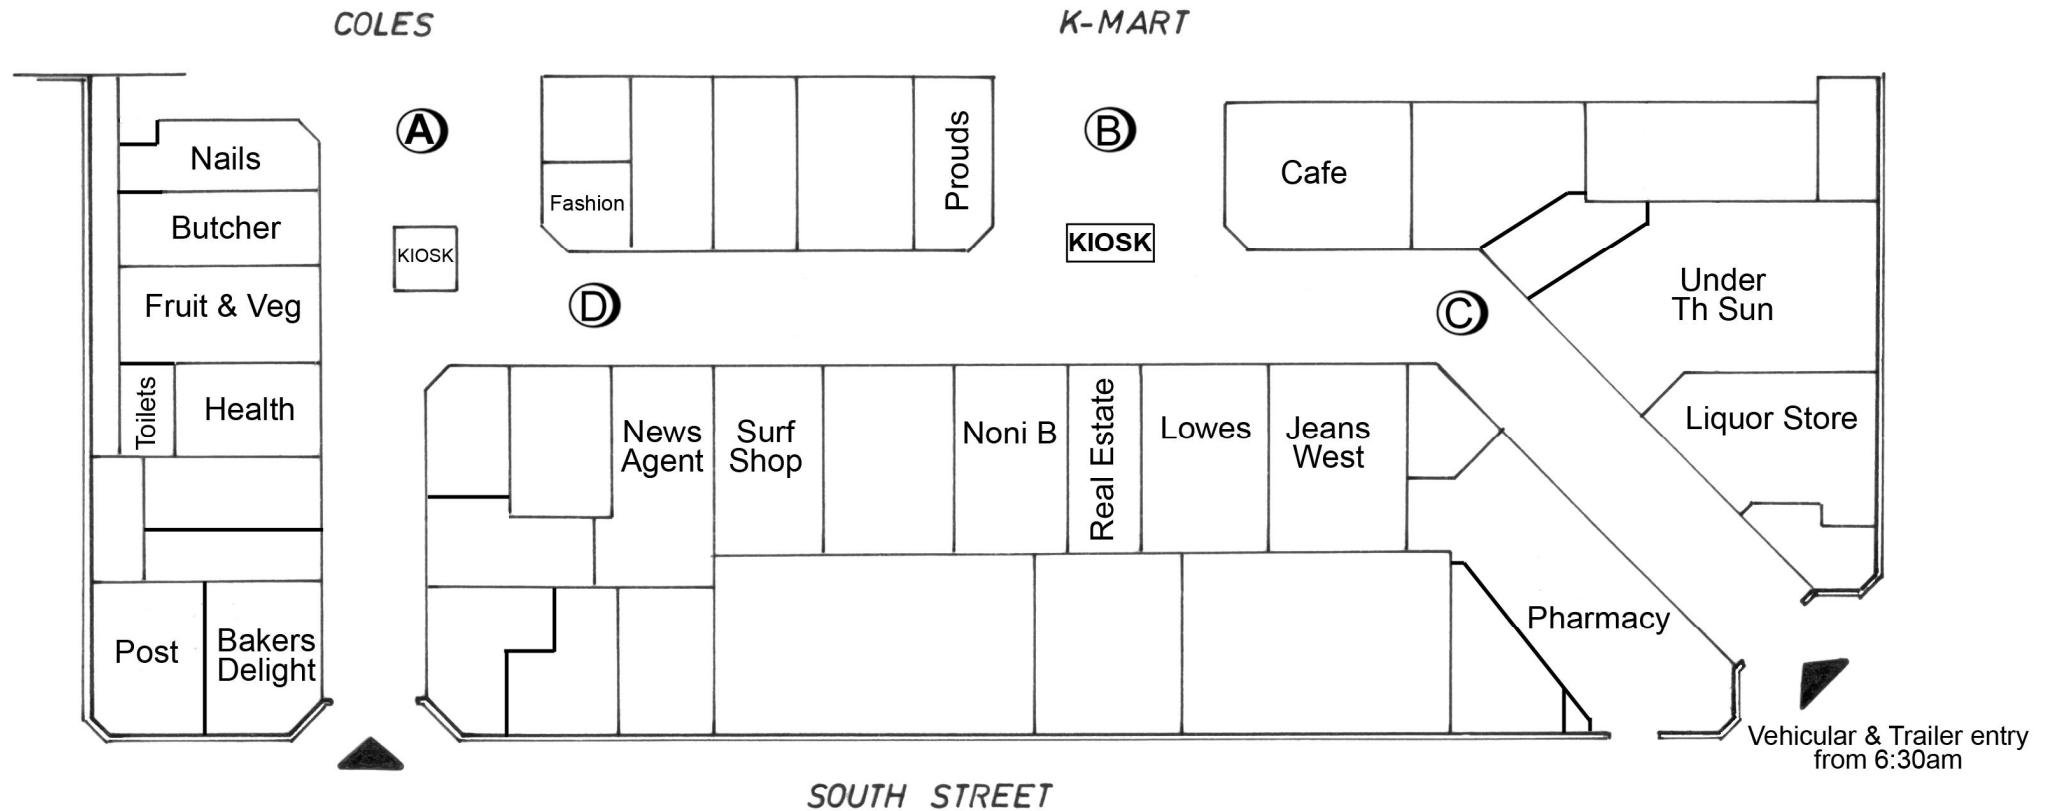 COLES
K-MART
A
B
Nails
Prouds
Cafe
Fashion
Butcher
KIOSK
KIOSK
Under
Th Sun
Fruit & Veg
D
C
Toilets
Health
News
Agent
Surf
Shop
Noni B
Real Estate
Lowes
Jeans
West
Liquor Store
Post
Bakers
Delight
Pharmacy
Vehicular & Trailer entry
from 6:30am
SOUTH STREET